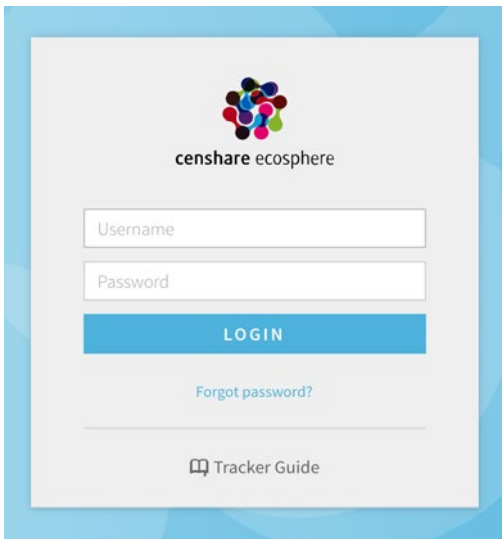 censhare ecosphere
Username
Password
LOGIN
Forgot password?
Tracker Guide